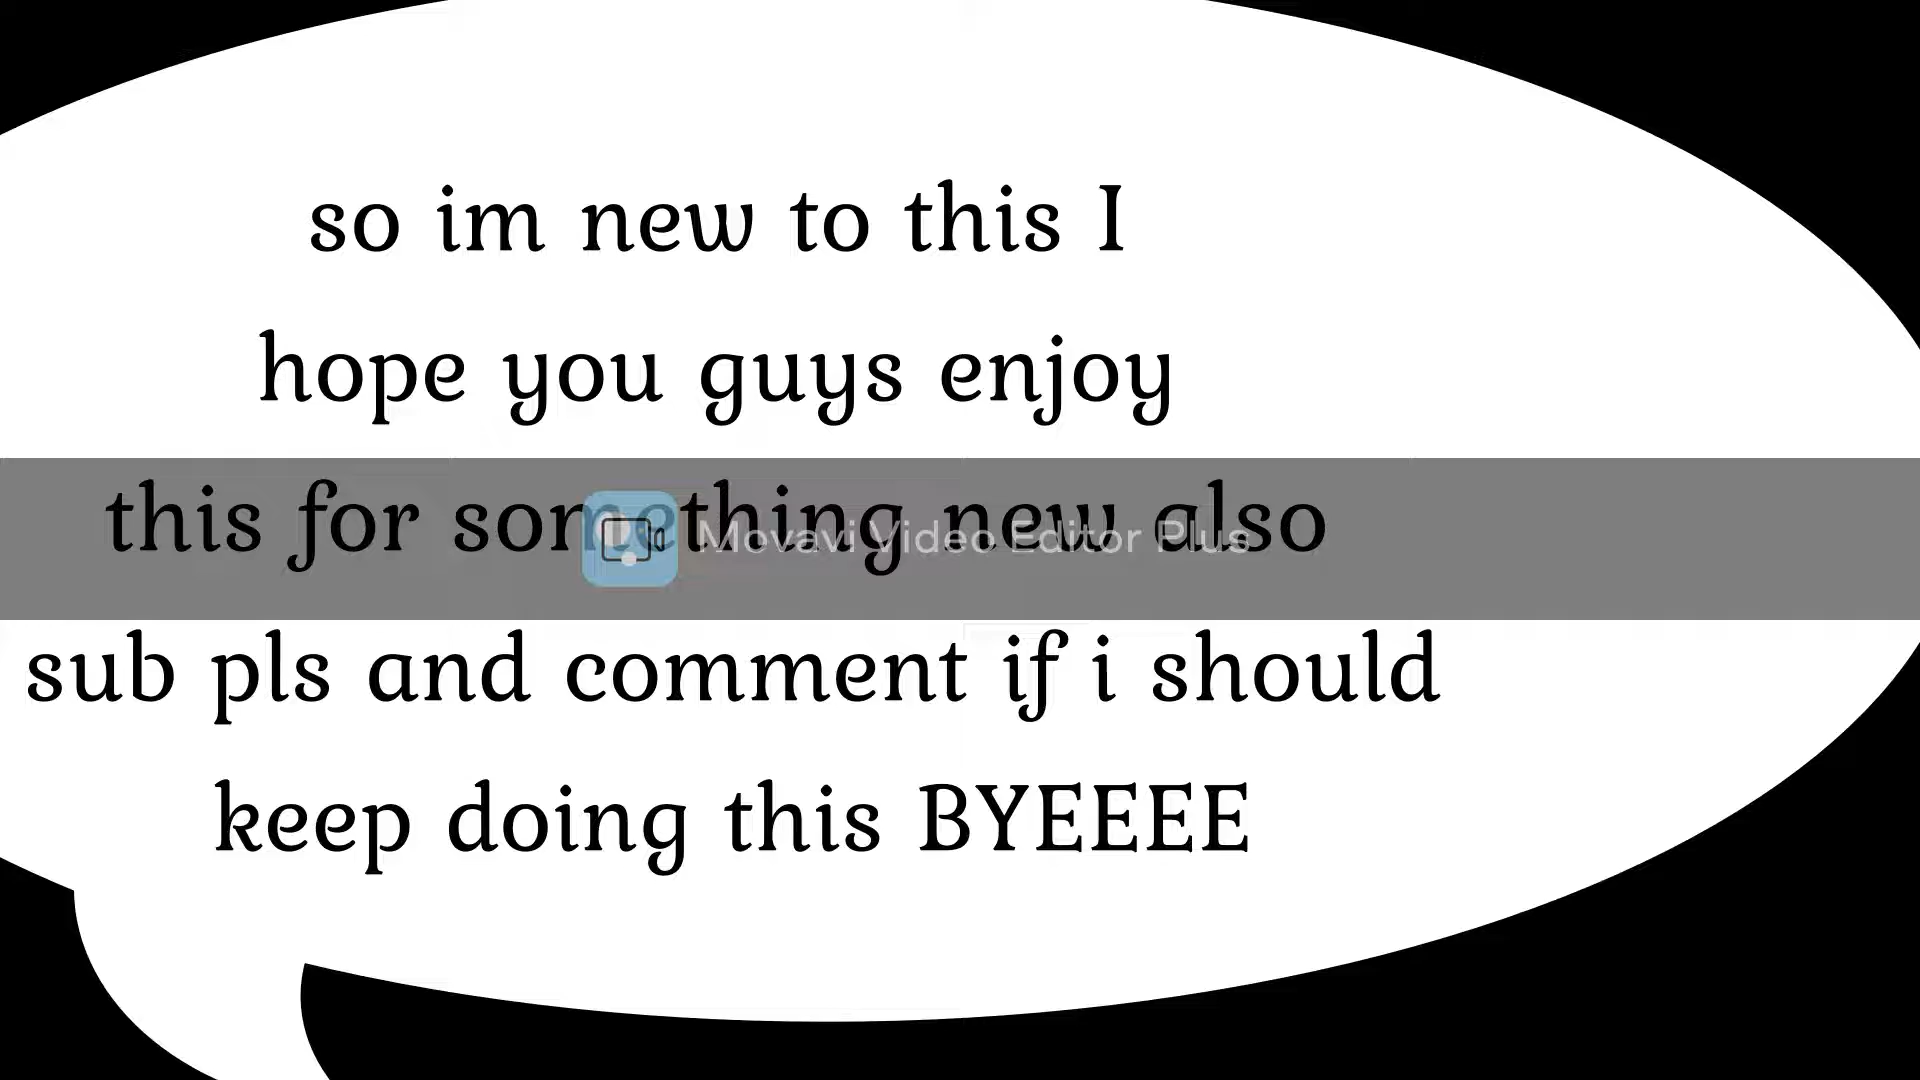 so im new to this I
hope you guys enjoy
this for something new also
Movavi Video Editor Plus
sub pls and comment if i should
keep doing this BYEEEE